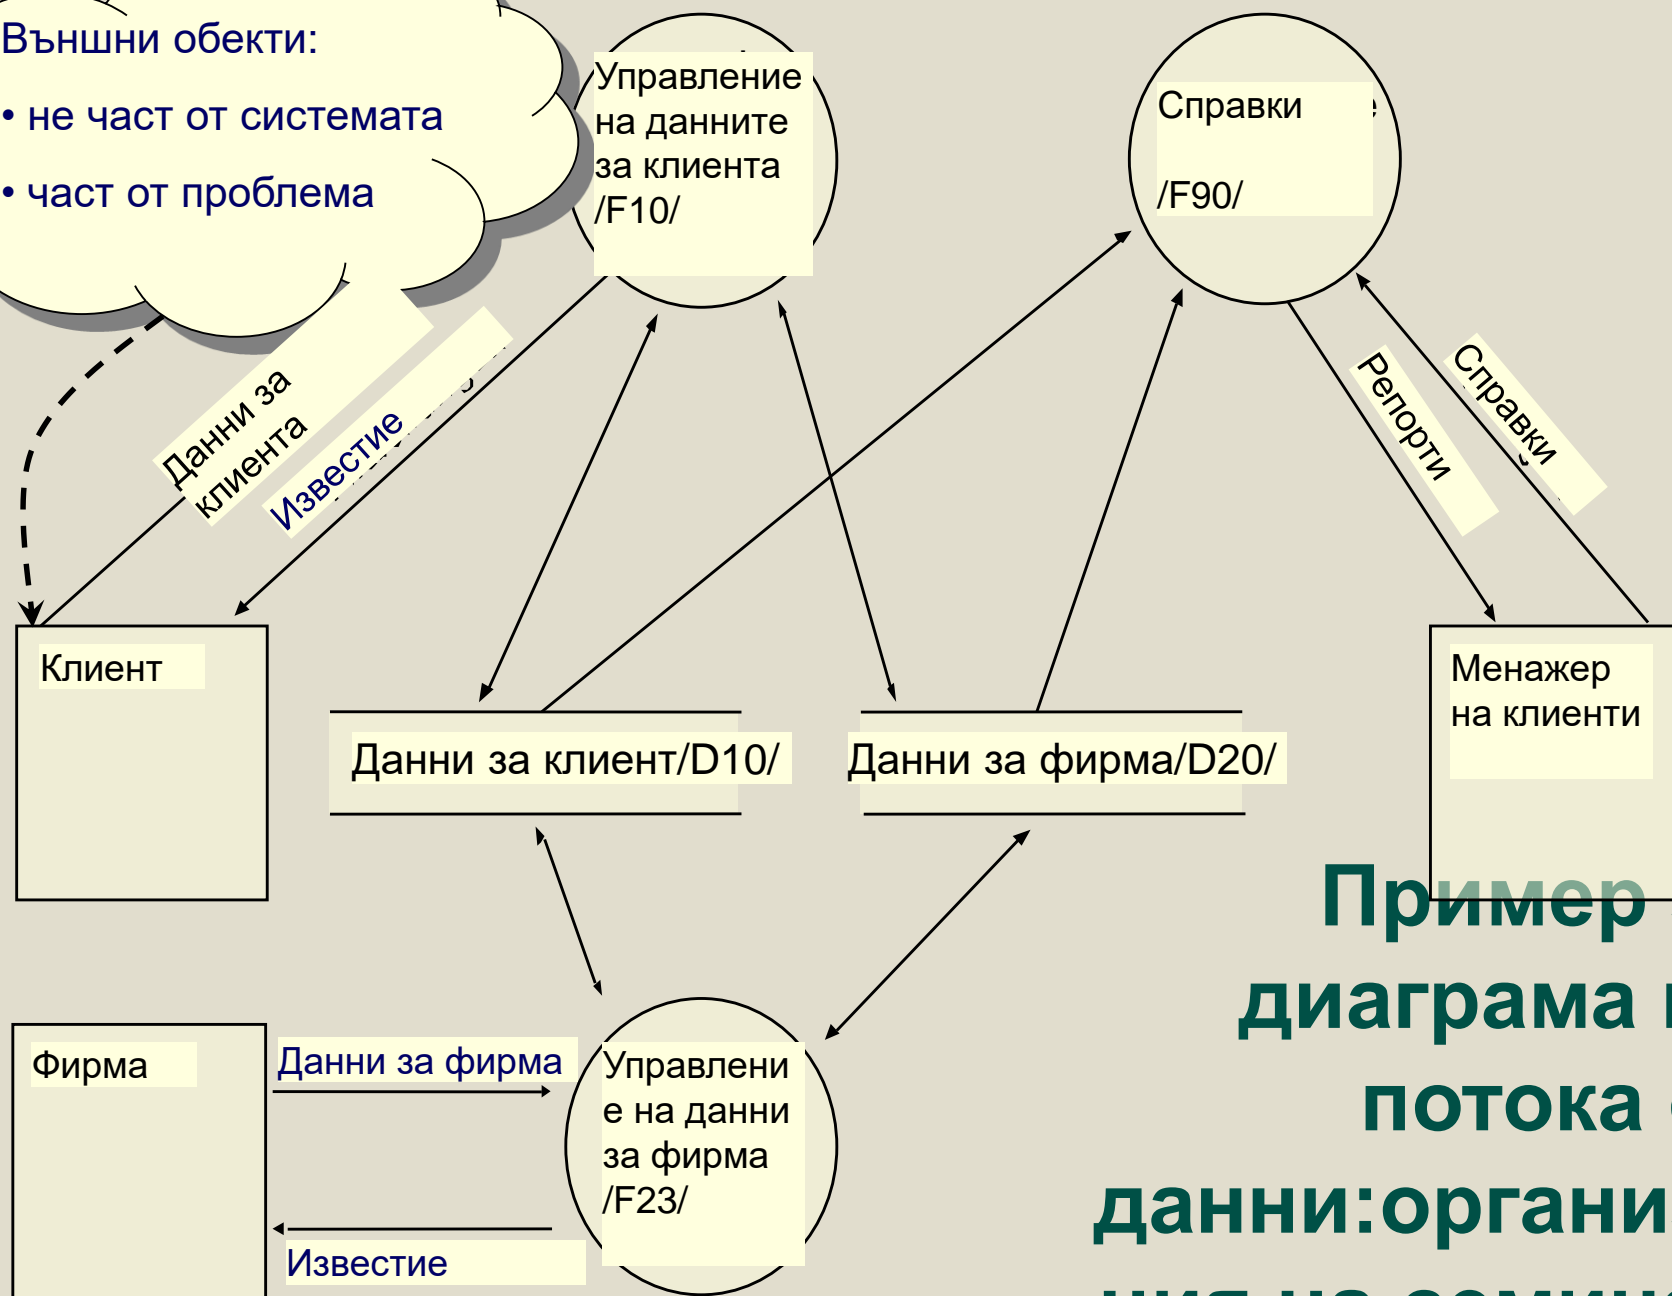 Външни обекти:
• не част от системата
• част от проблема
Управление
на данните
за клиента
/F10/
Справки
/F90/
Данни за
клиента
Известие
Репорти
Справки
Клиент
Данни за клиент/D10/
Данни за фирма/D20/
Менажер
на клиенти
Пример
диаграма
потока
данни:органи
Фирма
Данни за фирма
Управлени
е на данни
за фирма
/F23/
Известие